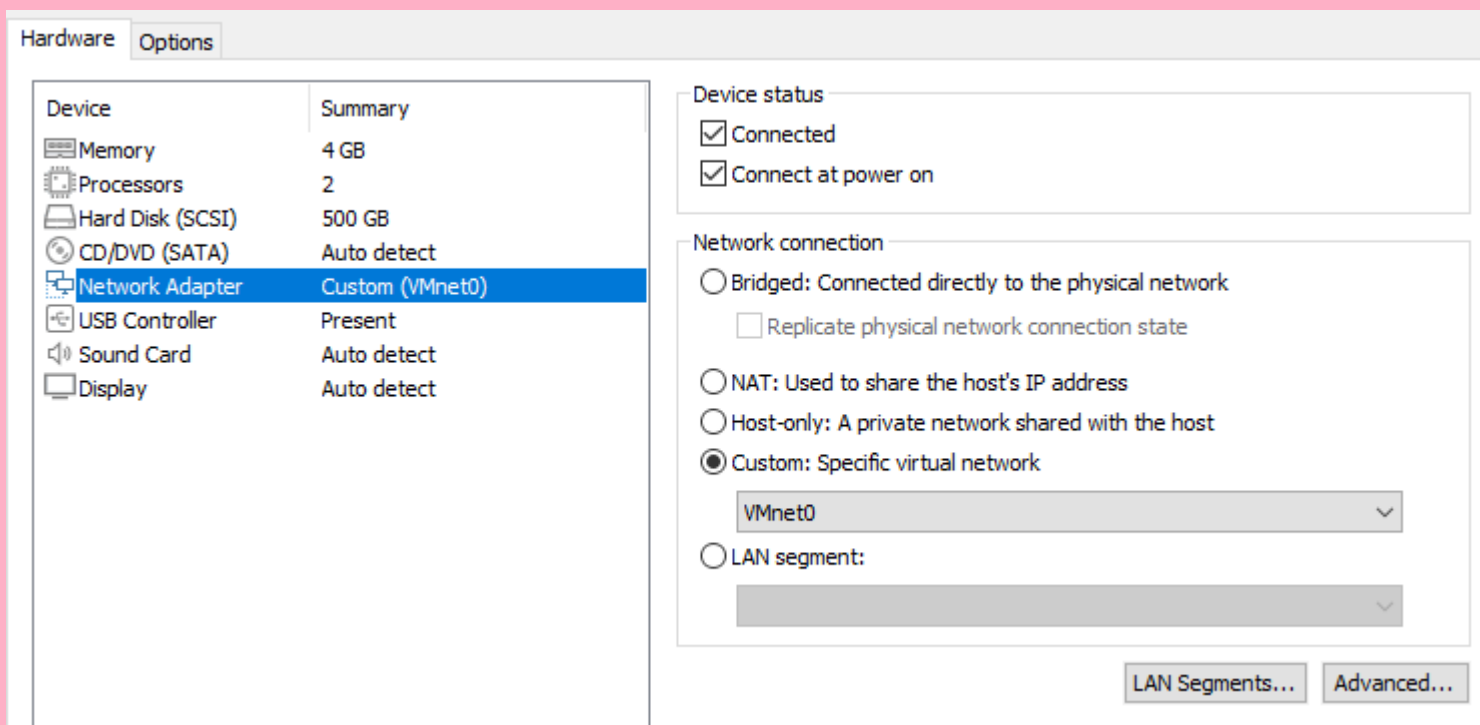 Hardware
Options
Device Summary
Memory 4 GB
Processors 2
Hard Disk (SCSI) 500 GB
CD/DVD (SATA) Auto detect
Network Adapter Custom (VMnet0)
USB Controller Present
Sound Card Auto detect
Display Auto detect
Device status
Connected
Connect at power on
Network connection
Bridged: Connected directly to the physical network
Replicate physical network connection state
NAT: Used to share the host's IP address
Host-only: A private network shared with the host
Custom: Specific virtual network
VMnet0
LAN segment:
LAN Segments...
Advanced...